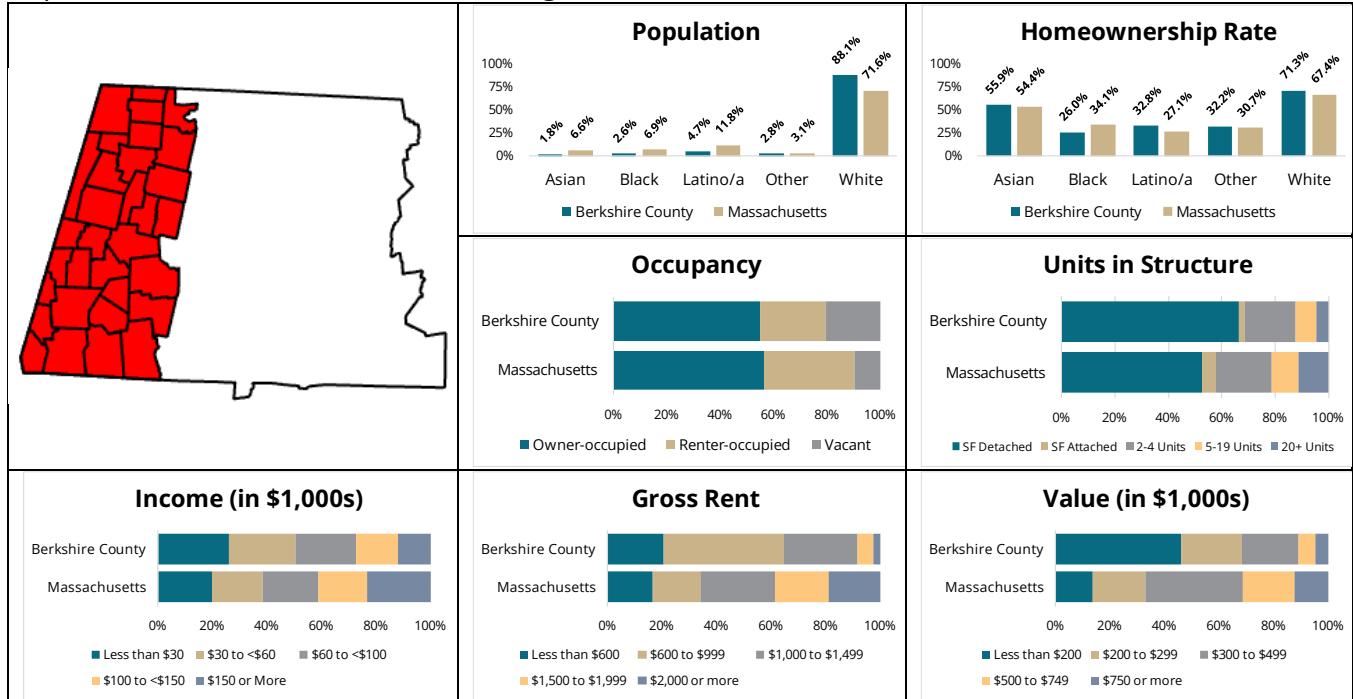 Population
88.1%
71.6%
100%
75%
50%
25%
0%
1.8%
6.6%
2.6%
6.9%
4.7%
11.8%
2.8%
3.1%
Asian Black Latino/a Other White
Berkshire County Massachusetts
Homeownership Rate
100%
75%
50%
25%
0%
55.9%
54.4%
26.0%
34.1%
32.8%
27.1%
32.2%
30.7%
71.3%
67.4%
Asian Black Latino/a Other White
Berkshire County Massachusetts
Occupancy
Berkshire County
Massachusetts
0% 20% 40% 60% 80% 100%
Owner-occupied Renter-occupied Vacant
Units in Structure
Berkshire County
Massachusetts
0% 20% 40% 60% 80% 100%
SF Detached SF Attached 2-4 Units 5-19 Units 20+ Units
Income (in $1,000s)
Berkshire County
Massachusetts
0% 20% 40% 60% 80% 100%
Less than $30 $30 to <$60 $60 to <$100
$100 to <$150 $150 or More
Gross Rent
Berkshire County
Massachusetts
0% 20% 40% 60% 80% 100%
Less than $600 $600 to $999 $1,000 to $1,499
$1,500 to $1,999 $2,000 or more
Value (in $1,000s)
Berkshire County
Massachusetts
0% 20% 40% 60% 80% 100%
Less than $200 $200 to $299 $300 to $499
$500 to $749 $750 or more